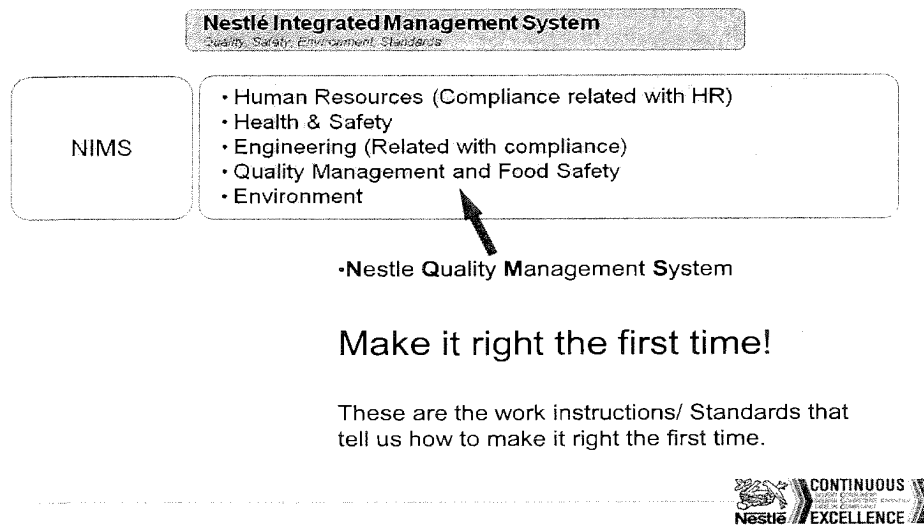 Nestlé Integrated Management System
Quality, Safety, Environment, Standards
NIMS
• Human Resources (Compliance related with HR)
• Health & Safety
• Engineering (Related with compliance)
• Quality Management and Food Safety
• Environment
•Nestle Quality Management System
Make it right the first time!
These are the work instructions/ Standards that
tell us how to make it right the first time.
Nestlé
CONTINUOUS
EXCELLENCE